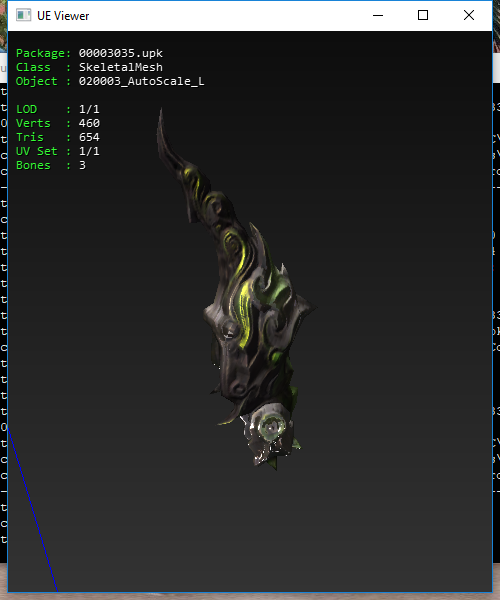 UE Viewer
Package: 00003035.upk
Class : SkeletalMesh
Object : 020003_AutoScale_L
LOD : 1/1
Verts : 460
Tris : 654
UV Set : 1/1
Bones : 3